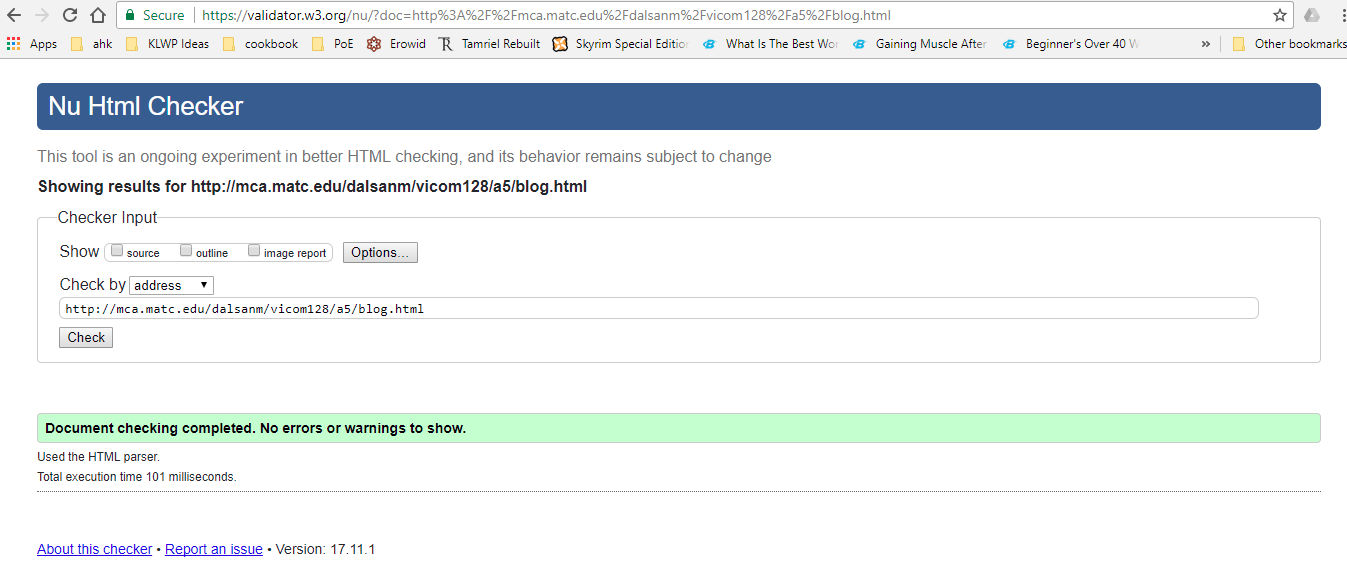 Secure https://validator.w3.org/nu/?doc=http%3A%2F%2Fmca.matc.edu%2Fdalsanm%2Fvicom128%2Fa5%2Fblog.html
Apps ahk KLWP Ideas cookbook PoE Erowid Tamriel Rebuilt Skyrim Special Edition What Is The Best Wor Gaining Muscle After Beginner's Over 40 W » Other bookmarks
Nu Html Checker
This tool is an ongoing experiment in better HTML checking, and its behavior remains subject to change
Showing results for http://mca.matc.edu/dalsanm/vicom128/a5/blog.html
Checker Input
Show source outline image report Options...
Check by address
http://mca.matc.edu/dalsanm/vicom128/a5/blog.html
Check
Document checking completed. No errors or warnings to show.
Used the HTML parser.
Total execution time 101 milliseconds.
About this checker • Report an issue • Version: 17.11.1